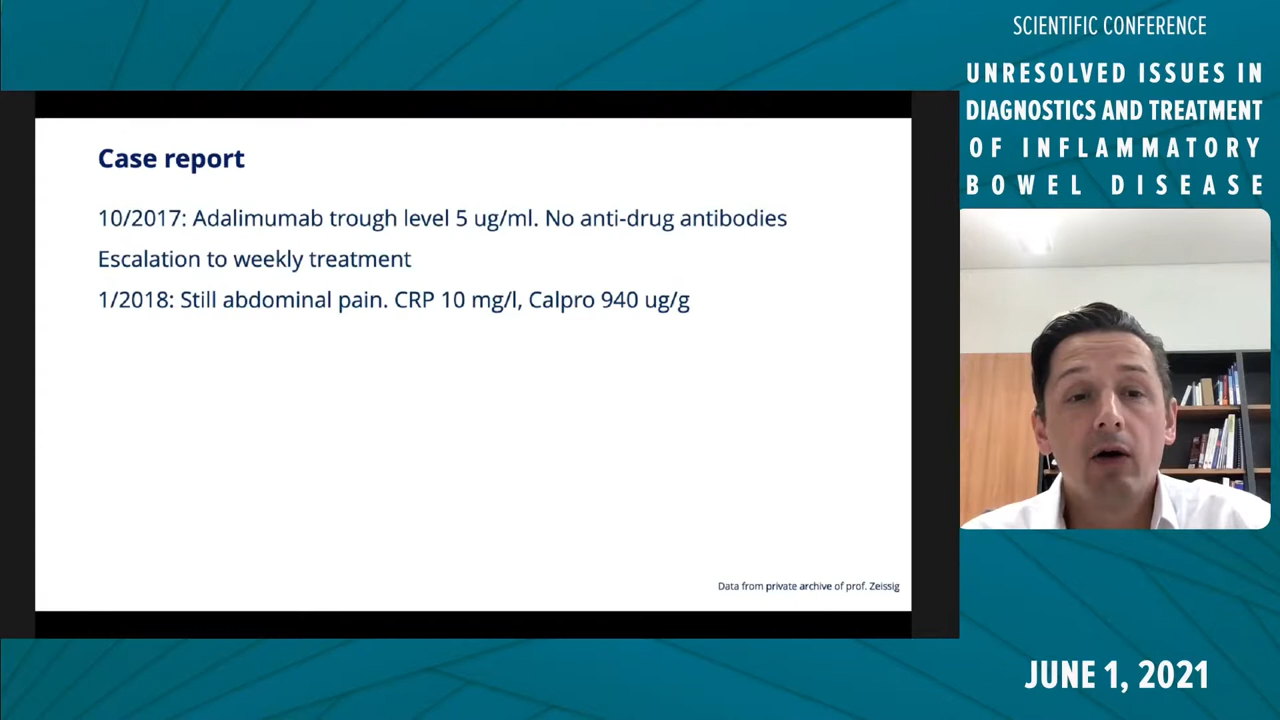 SCIENTIFIC CONFERENCE
UNRESOLVED ISSUES IN
DIAGNOSTICS AND TREATMENT
OF INFLAMMATORY
BOWEL DISEASE
Case report
10/2017: Adalimumab trough level 5 ug/ml. No anti-drug antibodies
Escalation to weekly treatment
1/2018: Still abdominal pain. CRP 10 mg/l, Calpro 940 ug/g
Data from private archive of prof. Zeissig
JUNE 1, 2021